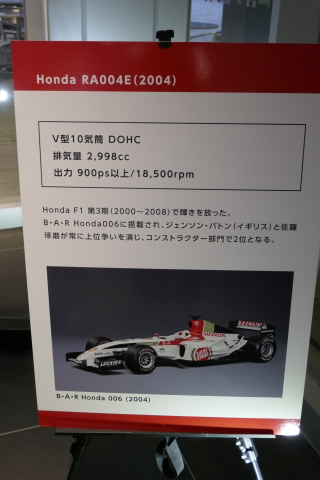 Honda RA004E(2004)
V型10気筒 DOHC
排気量 2,998cc
出力 900ps以上/18,500rpm
Honda F1 第3期(2000～2008)で輝きを放った。
B・A・R Honda006に搭載され、ジェンソン・バトン(イギリス)と佐藤
琢磨が常に上位争いを演じ、コンストラクター部門で2位となる。
HONDA
LUCKIES
B・A・R Honda 006 (2004)